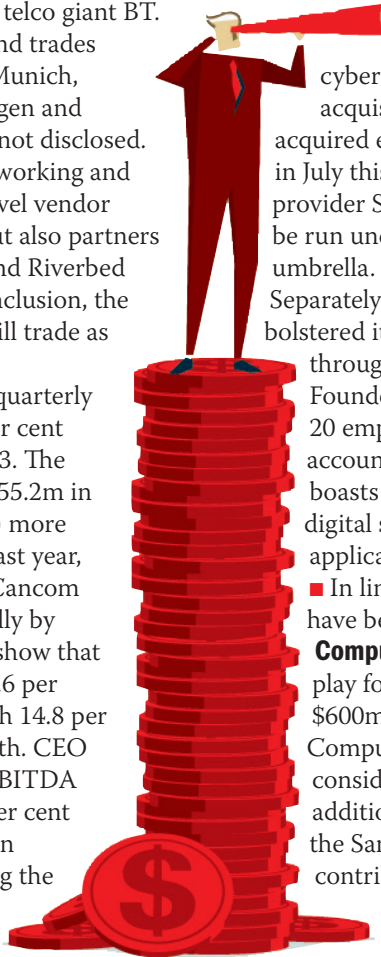 telco giant BT.
nd trades
Munich,
gen and
not disclosed.
working and
vel vendor
ut also partners
nd Riverbed
nclusion, the
ill trade as
quarterly
r cent
3. The
55.2m in
more
ast year,
Cancom
lly by
show that
.6 per
h 14.8 per
th. CEO
BITDA
er cent
n
g the
cyber
acquis
acquired e
in July this
provider S
be run und
umbrella.
Separately
bolstered it
throug
Founde
20 emp
accoun
boasts
digital s
applica
■ In lin
have be
Compu
play fo
$600m
Compu
consid
additio
the Sar
contri
$